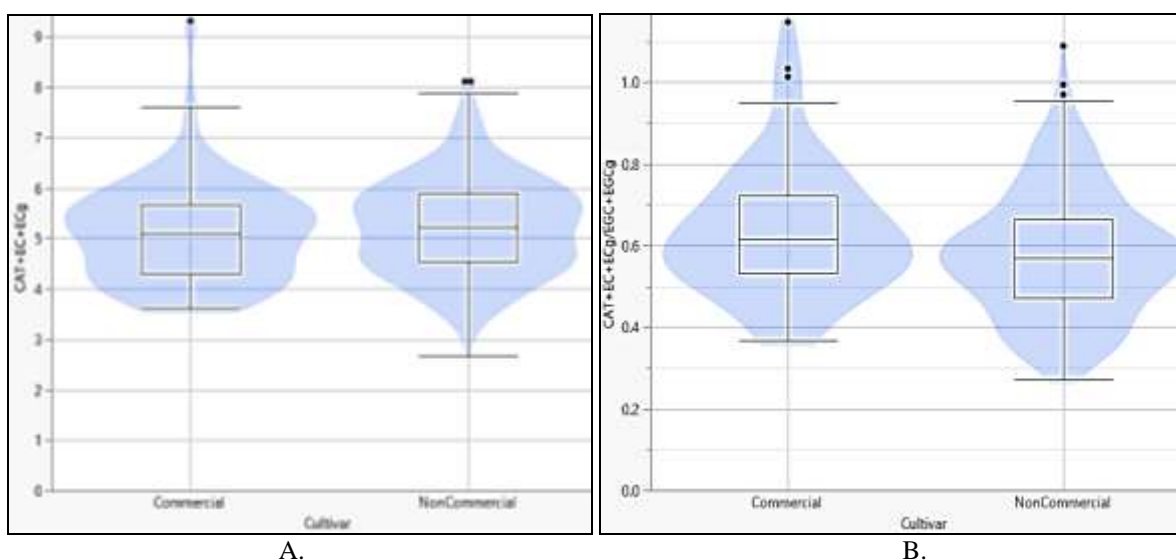 CAT+EC+ECg
9
8
7
6
5
4
3
2
1
0
Commercial
NonCommercial
Cultivar
A.
CAT+EC+ECg/EGC+EGCg
1.0
0.8
0.6
0.4
0.2
0.0
Commercial
NonCommercial
Cultivar
B.